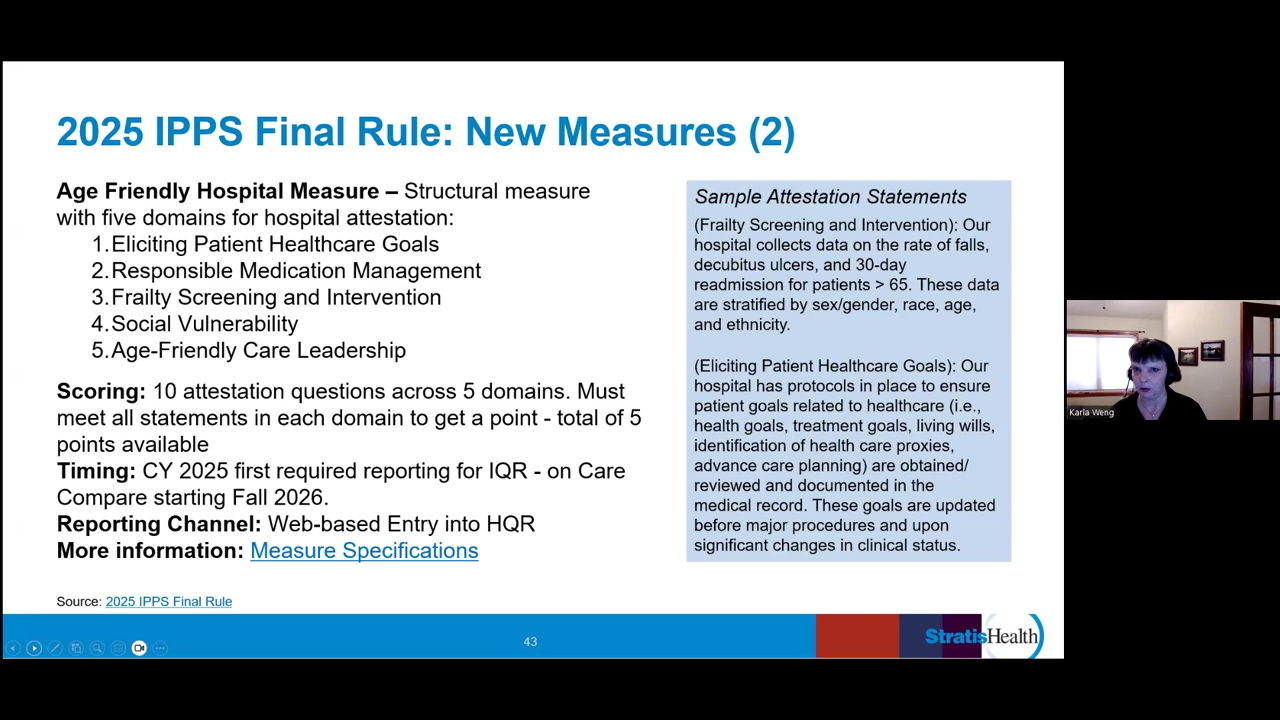 2025 IPPS Final Rule: New Measures (2)
Age Friendly Hospital Measure – Structural measure
with five domains for hospital attestation:
1. Eliciting Patient Healthcare Goals
2. Responsible Medication Management
3. Frailty Screening and Intervention
4. Social Vulnerability
5. Age-Friendly Care Leadership
Scoring: 10 attestation questions across 5 domains. Must
meet all statements in each domain to get a point - total of 5
points available
Timing: CY 2025 first required reporting for IQR - on Care
Compare starting Fall 2026.
Reporting Channel: Web-based Entry into HQR
More information: Measure Specifications
Source: 2025 IPPS Final Rule
Sample Attestation Statements
(Frailty Screening and Intervention): Our
hospital collects data on the rate of falls,
decubitus ulcers, and 30-day
readmission for patients > 65. These data
are stratified by sex/gender, race, age,
and ethnicity.
(Eliciting Patient Healthcare Goals): Our
hospital has protocols in place to ensure
patient goals related to healthcare (i.e.,
health goals, treatment goals, living wills,
identification of health care proxies,
advance care planning) are obtained/
reviewed and documented in the
medical record. These goals are updated
before major procedures and upon
significant changes in clinical status.
43
StratisHealth
Karla Weng